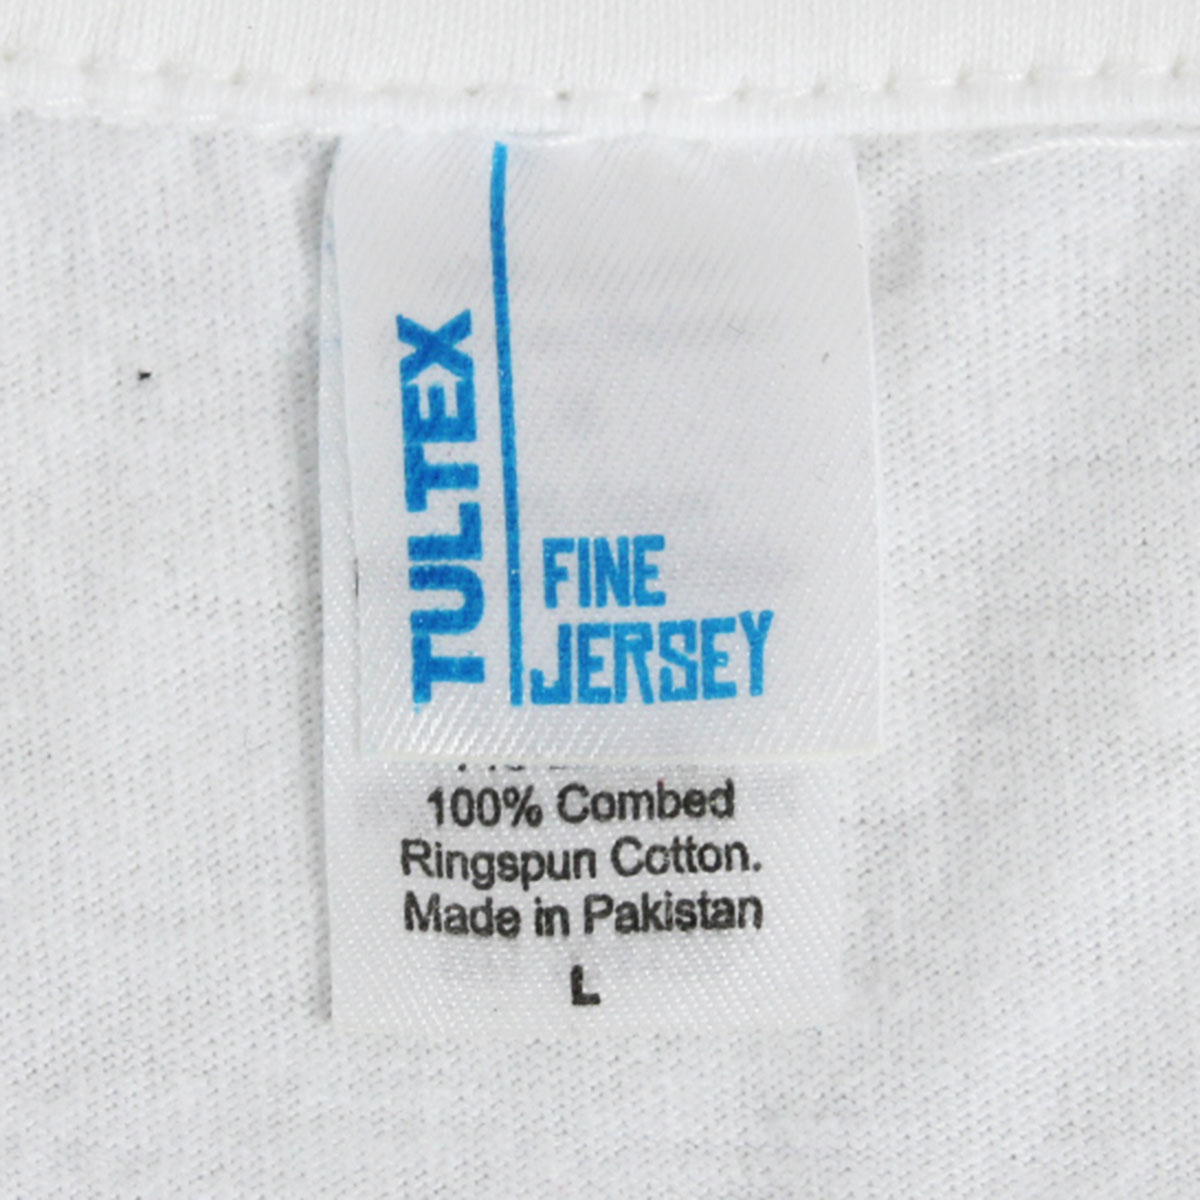 TULTEX
FINE
JERSEY
100% Combed
Ringspun Cotton.
Made in Pakistan
L